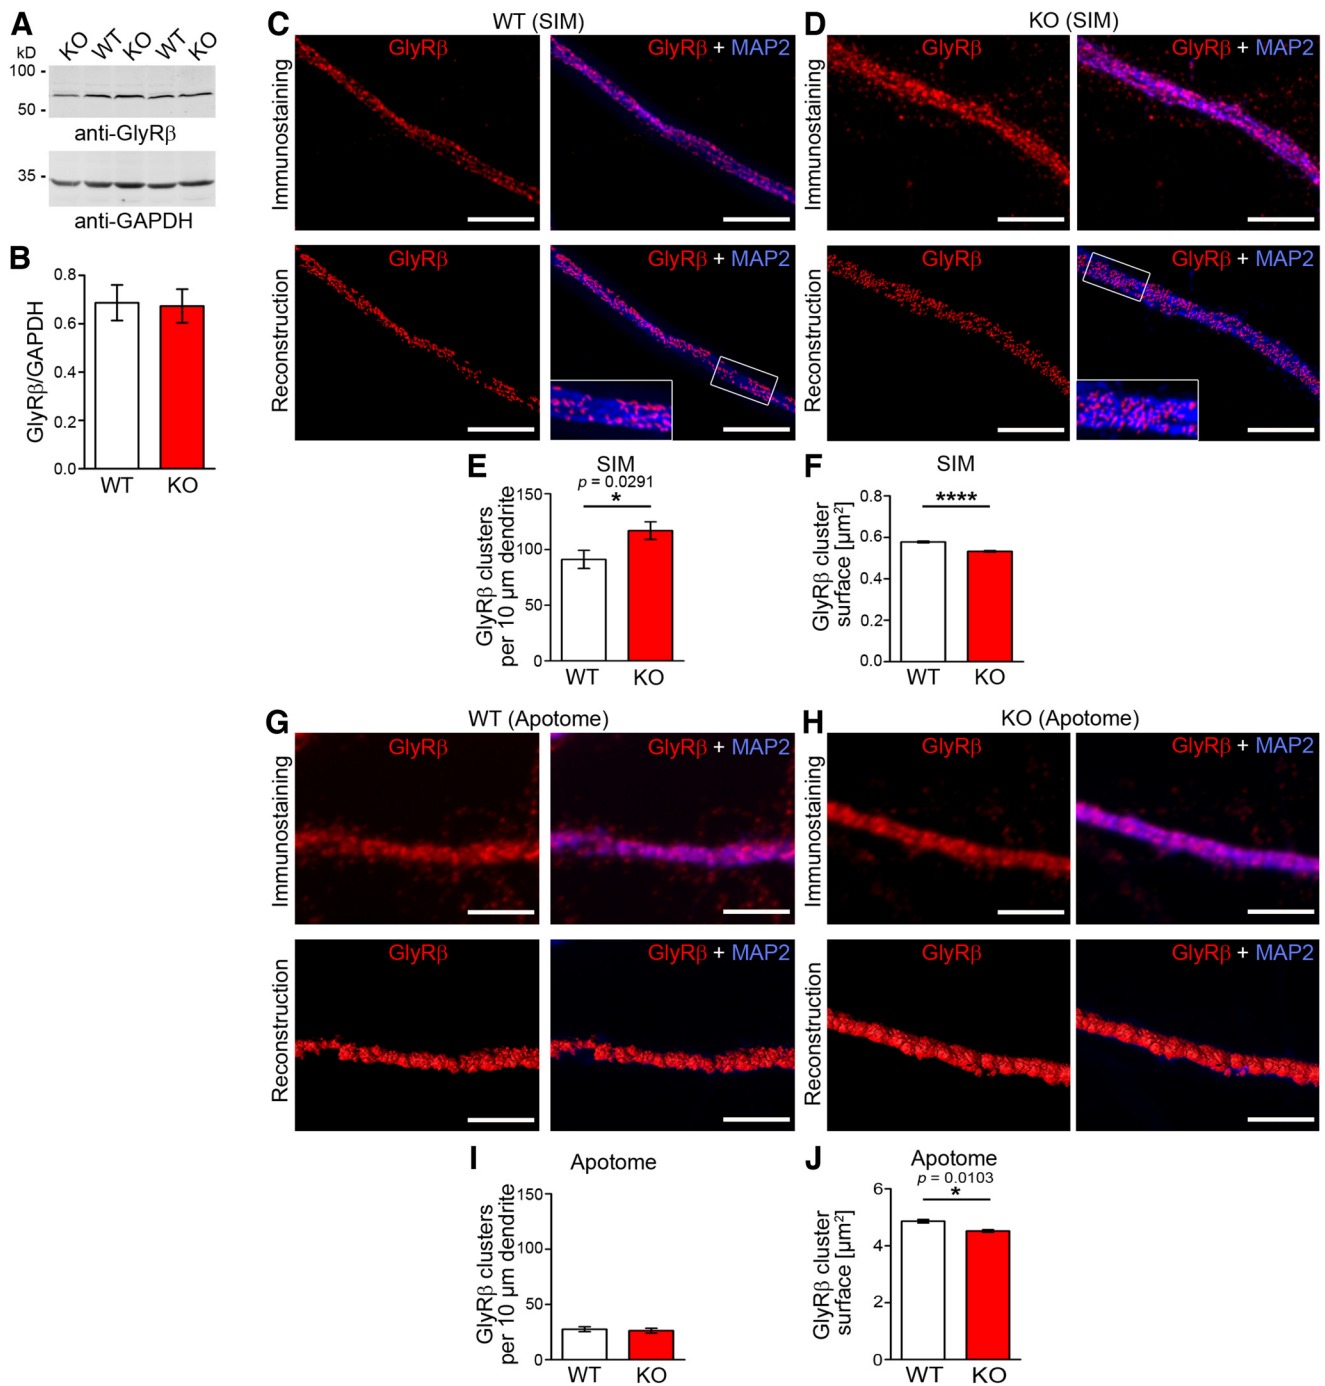 A
KO WT KO WT KO
kD
100
50
anti-GlyRβ
35
anti-GAPDH
B
0.8
0.6
0.4
0.2
0.0
GlyRβ/GAPDH
WT KO
C
WT (SIM)
Immunostaining
GlyRβ
GlyRβ + MAP2
Reconstruction
GlyRβ
GlyRβ + MAP2
D
KO (SIM)
Immunostaining
GlyRβ
GlyRβ + MAP2
Reconstruction
GlyRβ
GlyRβ + MAP2
E
SIM
p = 0.0291
*
GlyRβ clusters
per 10 µm dendrite
150
100
50
0
WT KO
F
SIM
****
GlyRβ cluster
surface [µm²]
0.8
0.6
0.4
0.2
0.0
WT KO
G
WT (Apotome)
Immunostaining
GlyRβ
GlyRβ + MAP2
Reconstruction
GlyRβ
GlyRβ + MAP2
H
KO (Apotome)
Immunostaining
GlyRβ
GlyRβ + MAP2
Reconstruction
GlyRβ
GlyRβ + MAP2
I
Apotome
GlyRβ clusters
per 10 µm dendrite
150
100
50
0
WT KO
J
Apotome
p = 0.0103
*
GlyRβ cluster
surface [µm²]
6
4
2
0
WT KO